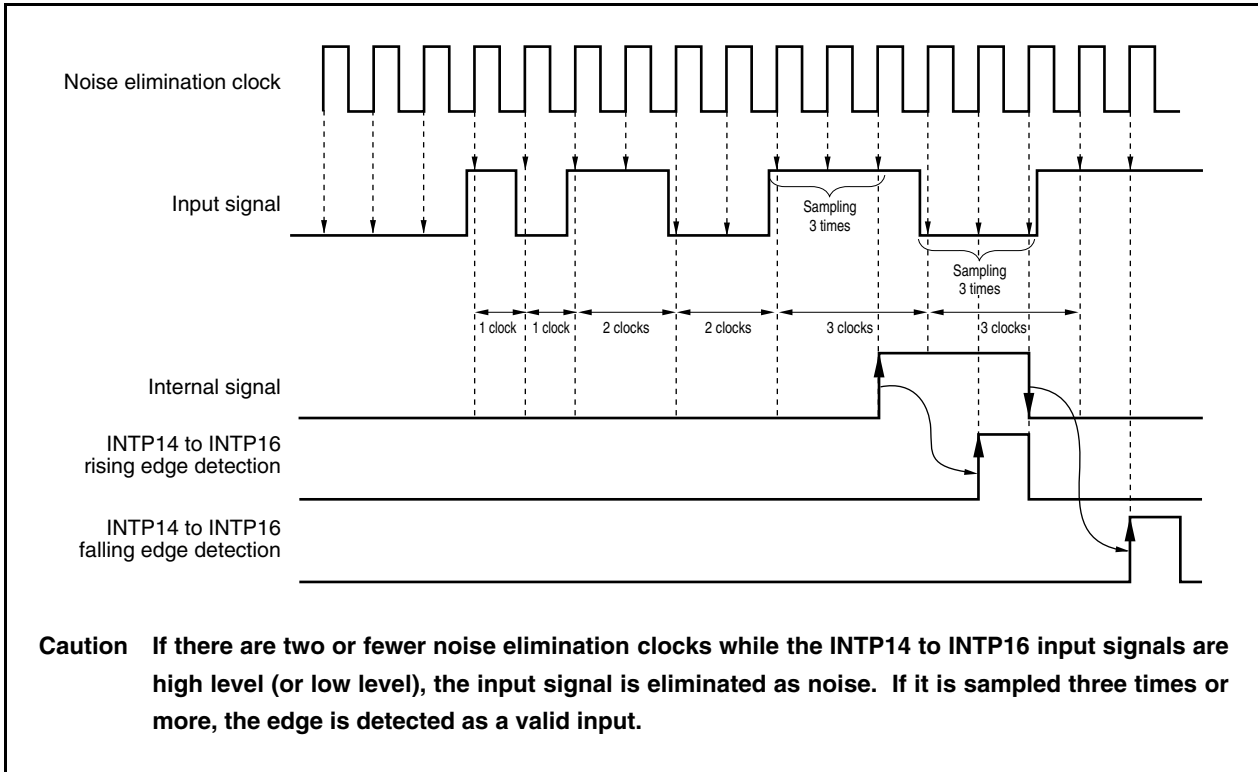 Noise elimination clock
Input signal
Sampling
3 times
Sampling
3 times
1 clock
1 clock
2 clocks
2 clocks
3 clocks
3 clocks
Internal signal
INTP14 to INTP16
rising edge detection
INTP14 to INTP16
falling edge detection
Caution If there are two or fewer noise elimination clocks while the INTP14 to INTP16 input signals are
high level (or low level), the input signal is eliminated as noise. If it is sampled three times or
more, the edge is detected as a valid input.